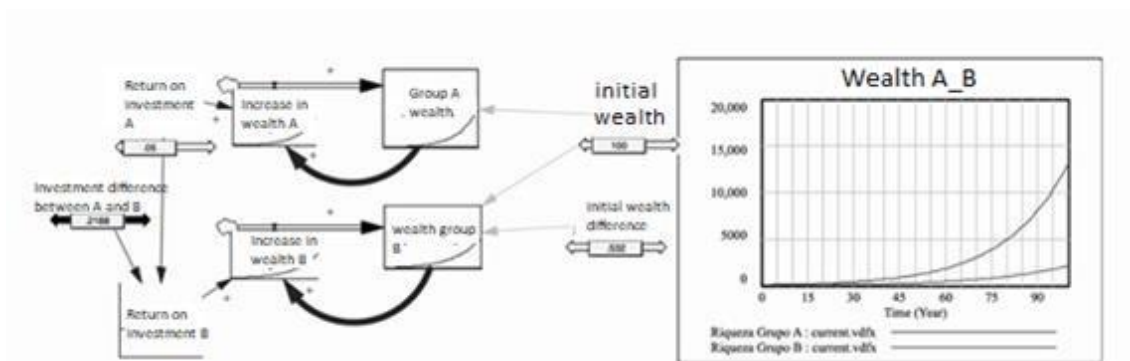 Return on
Investment
A
.05
Increase in
wealth A
Group A
wealth
initial
wealth
100
Investment difference
between A and B
Increase in
wealth B
wealth group
B
initial wealth
difference
Return on
Investment B
Wealth A_B
20,000
15,000
10,000
5000
0
0 15 30 45 60 75 90
Time (Year)
Riqueza Grupo A : current.vdfx
Riqueza Grupo B : current.vdfx